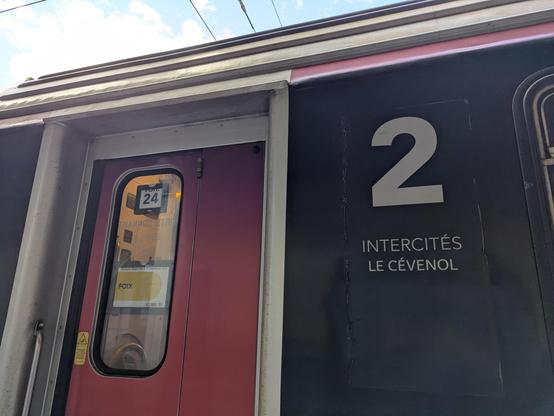 2
INTERCITÉS
LE CÉVENOL
24
FOIX